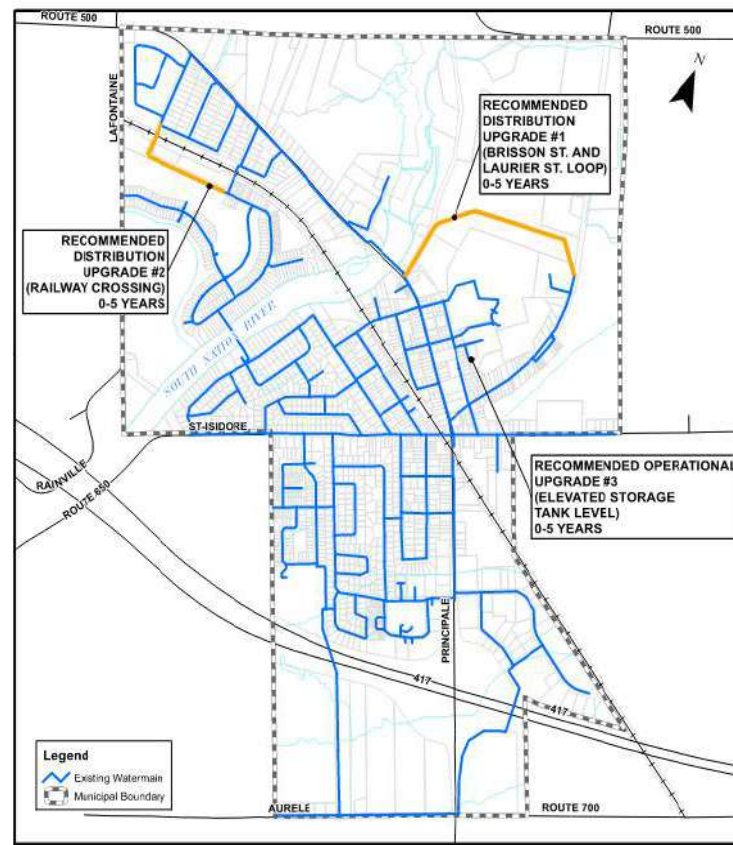 ROUTE 500
ROUTE 500
N
LAFONTAINE
RECOMMENDED
DISTRIBUTION
UPGRADE #1
(BRISSON ST. AND
LAURIER ST. LOOP)
0-5 YEARS
RECOMMENDED
DISTRIBUTION
UPGRADE #2
(RAILWAY CROSSING)
0-5 YEARS
SOUTH NATION RIVER
ST-ISIDORE
RAINVILLE
ROUTE 650
RECOMMENDED OPERATIONAL
UPGRADE #3
(ELEVATED STORAGE
TANK LEVEL)
0-5 YEARS
PRINCIPALE
417
417
Legend
Existing Watermain
Municipal Boundary
AURELE
ROUTE 700